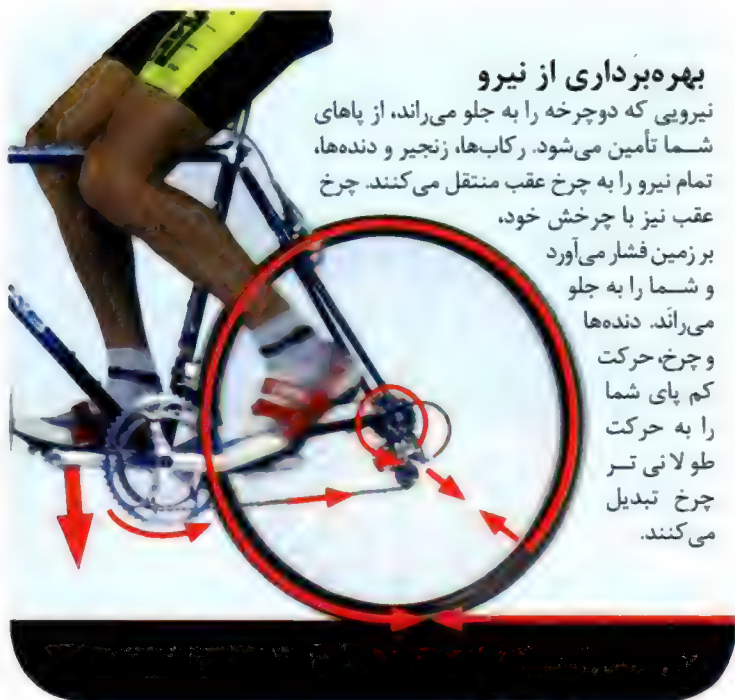 بهره‌برداری از نیرو
نیرویی که دوچرخه را به جلو می‌راند، از پاهای
شما تأمین می‌شود. رکاب‌ها، زنجیر و دنده‌ها،
تمام نیرو را به چرخ عقب منتقل می‌کنند. چرخ
عقب نیز با چرخش خود،
بر زمین فشار می‌آورد
و شما را به جلو
می‌راند. دنده‌ها
و چرخ، حرکت
کم پای شما
را به حرکت
طولانی تر
چرخ تبدیل
می‌کنند.